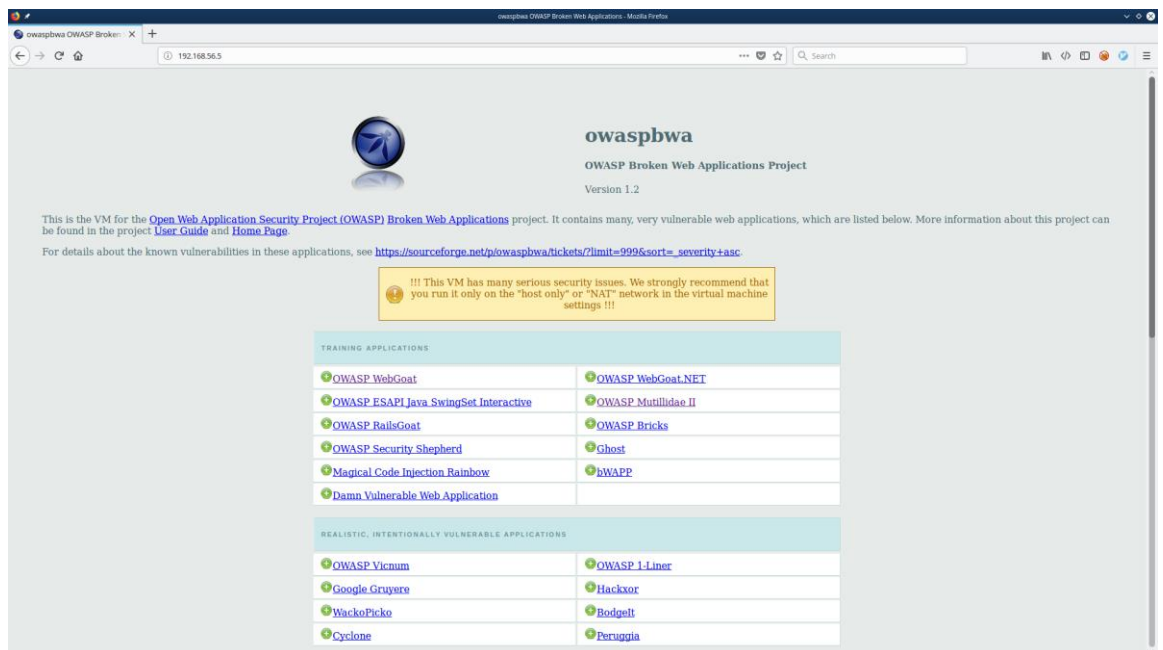 owaspbwa OWASP Broken Web Applications - Mozilla Firefox
owaspbwa OWASP Broken
192.168.56.5
Search
owaspbwa
OWASP Broken Web Applications Project
Version 1.2
This is the VM for the Open Web Application Security Project (OWASP) Broken Web Applications project. It contains many, very vulnerable web applications, which are listed below. More information about this project can
be found in the project User Guide and Home Page.
For details about the known vulnerabilities in these applications, see https://sourceforge.net/p/owaspbwa/tickets/?limit=999&sort=_severity+asc.
!!! This VM has many serious security issues. We strongly recommend that
you run it only on the "host only" or "NAT" network in the virtual machine
settings !!!
TRAINING APPLICATIONS
OWASP WebGoat OWASP WebGoat.NET
OWASP ESAPI Java SwingSet Interactive OWASP Mutillidae II
OWASP RailsGoat OWASP Bricks
OWASP Security Shepherd Ghost
Magical Code Injection Rainbow bWAPP
Damn Vulnerable Web Application
REALISTIC, INTENTIONALLY VULNERABLE APPLICATIONS
OWASP Vicnum OWASP 1-Liner
Google Gruyere Hackxor
WackoPicko BodgeIt
Cyclone Peruggia